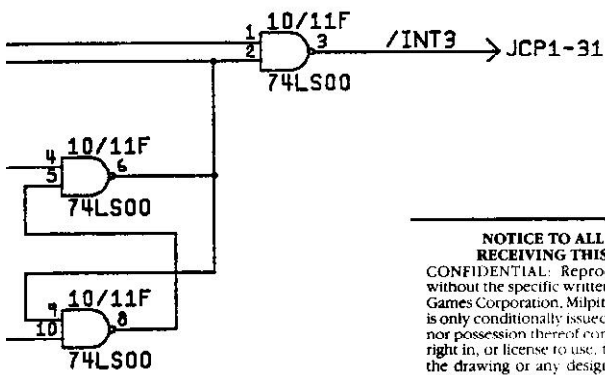 10/11F
1
2
3
/INT3
JCP1-31
74LS00
10/11F
4
5
6
74LS00
10/11F
9
10
8
74LS00
NOTICE TO ALL
RECEIVING THIS
CONFIDENTIAL: Repro
without the specific written
Games Corporation, Milpit
is only conditionally issued
nor possession thereof con
right in, or license to use, t
the drawing or any design